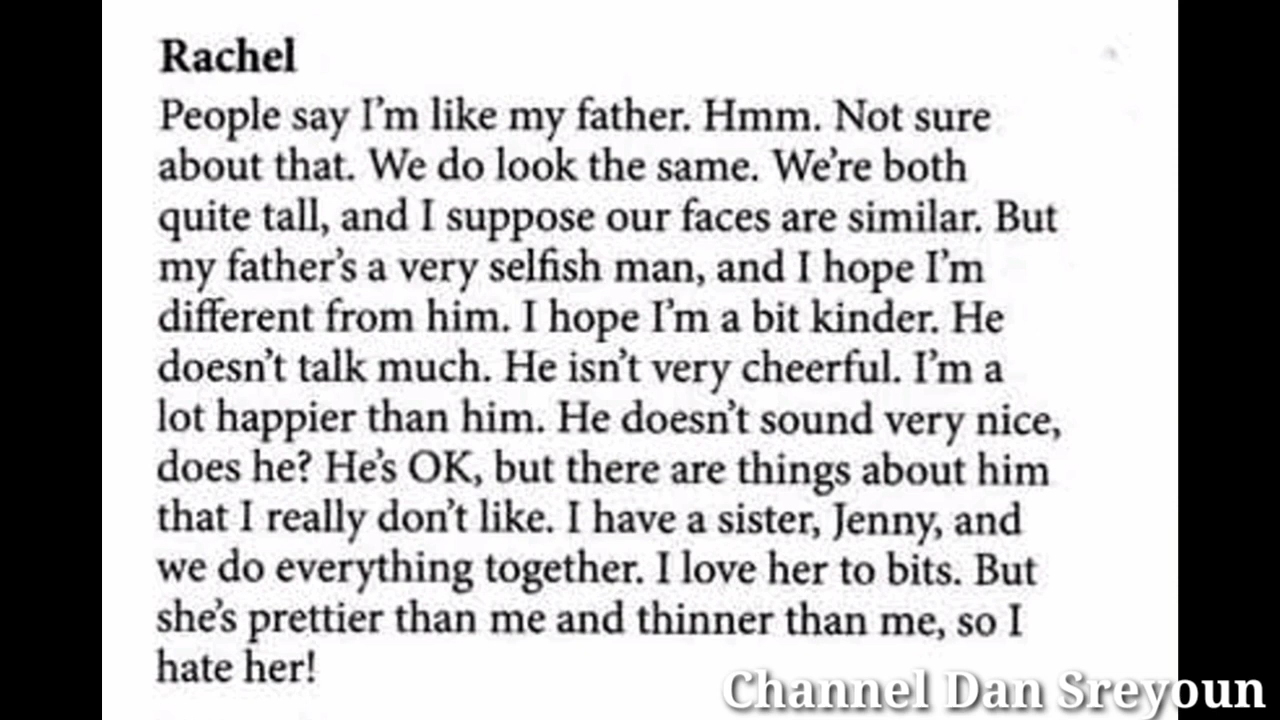 Rachel
People say I'm like my father. Hmm. Not sure
about that. We do look the same. We're both
quite tall, and I suppose our faces are similar. But
my father's a very selfish man, and I hope I'm
different from him. I hope I'm a bit kinder. He
doesn't talk much. He isn't very cheerful. I'm a
lot happier than him. He doesn't sound very nice,
does he? He's OK, but there are things about him
that I really don't like. I have a sister, Jenny, and
we do everything together. I love her to bits. But
she's prettier than me and thinner than me, so I
hate her!
Channel Dan Sreyoun